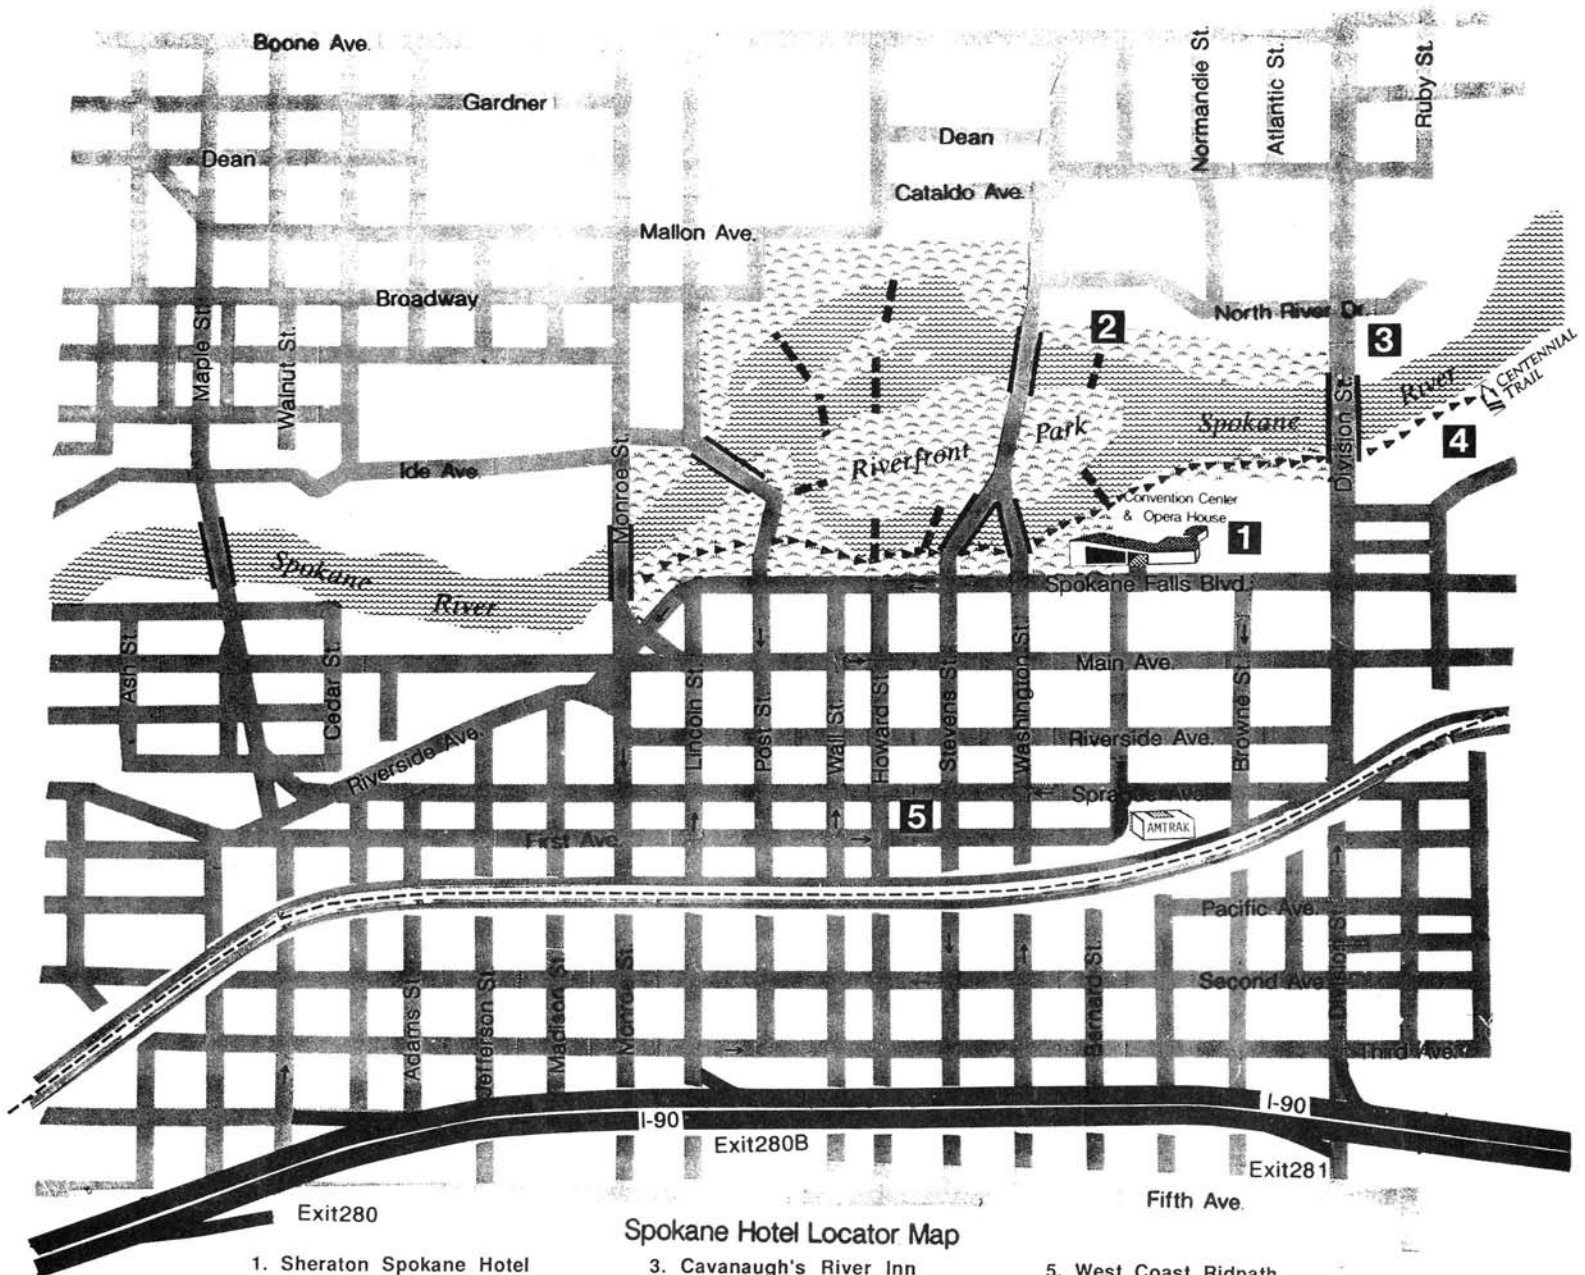 Boone Ave.
Gardner
Dean
Dean
Cataldo Ave.
Normandie St.
Atlantic St.
Ruby St.
Mallon Ave.
Broadway
North River Dr.
Maple St.
Walnut St.
2
3
CENTENNIAL
TRAIL
River
Spokane
Division St.
4
Park
Riverfront
Ide Ave.
Monroe St.
Convention Center
& Opera House
1
Spokane
River
Spokane Falls Blvd.
Ash St.
Cedar St.
Main Ave.
Lincoln St.
Post St.
Wall St.
Howard St.
Stevens St.
Washington St.
Browne St.
Riverside Ave.
Riverside Ave.
Sprague Ave.
5
First Ave.
AMTRAK
Pacific Ave.
Second Ave.
Division St.
Adams St.
Jefferson St.
Madison St.
Monroe St.
Bernard St.
Third Ave.
I-90
I-90
Exit280B
Exit281
Exit280
Fifth Ave.
Spokane Hotel Locator Map
1. Sheraton Spokane Hotel
3. Cavanaugh's River Inn
5. West Coast Ridpath